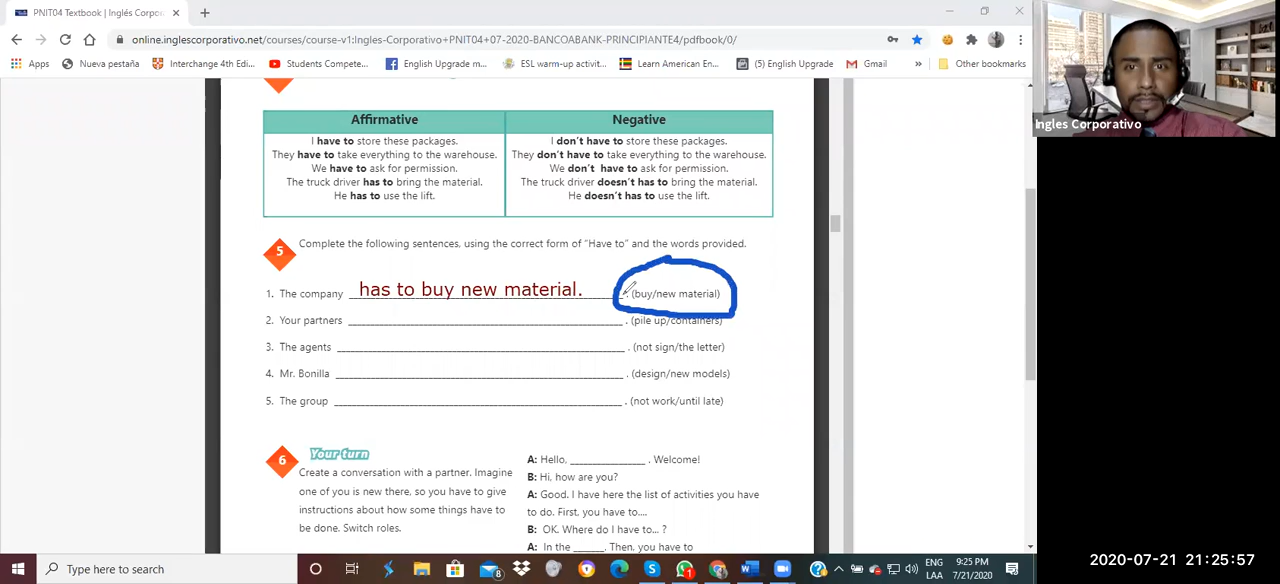 PNIT04 Textbook | Inglés Corpor
online.inglescorporativo.net/courses/course-v1:Ingles-Corporativo+PNIT04+07-2020-BANCOABANK-PRINCIPIANTE4/pdfbook/0/
Apps Nueva pestaña Interchange 4th Edi... Students Compete... English Upgrade m... ESL warm-up activit... Learn American En... (5) English Upgrade Gmail » Other bookmarks
Ingles Corporativo
Affirmative Negative
I have to store these packages. I don't have to store these packages.
They have to take everything to the warehouse. They don't have to take everything to the warehouse.
We have to ask for permission. We don't have to ask for permission.
The truck driver has to bring the material. The truck driver doesn't has to bring the material.
He has to use the lift. He doesn't has to use the lift.
5 Complete the following sentences, using the correct form of "Have to" and the words provided.
1. The company has to buy new material. . (buy/new material)
2. Your partners ______ . (pile up/containers)
3. The agents ______ . (not sign/the letter)
4. Mr. Bonilla ______ . (design/new models)
5. The group ______ . (not work/until late)
6 Your turn
Create a conversation with a partner. Imagine
one of you is new there, so you have to give
instructions about how some things have to
be done. Switch roles.
A: Hello, ______ . Welcome!
B: Hi, how are you?
A: Good. I have here the list of activities you have
to do. First, you have to....
B: OK. Where do I have to... ?
A: In the ______. Then, you have to
Type here to search
8
1
ENG
LAA
9:25 PM
7/21/2020
2020-07-21 21:25:57